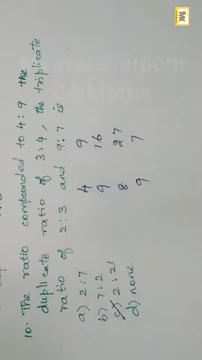 10. The ratio compounded to 4:9 the
duplicate ratio of 3:4, the triplicate
ratio of 2:3 and 9:7 is
a) 2:7
b) 7:2
c) 2:21
d) none
4 9
9 16
8 27
9 7